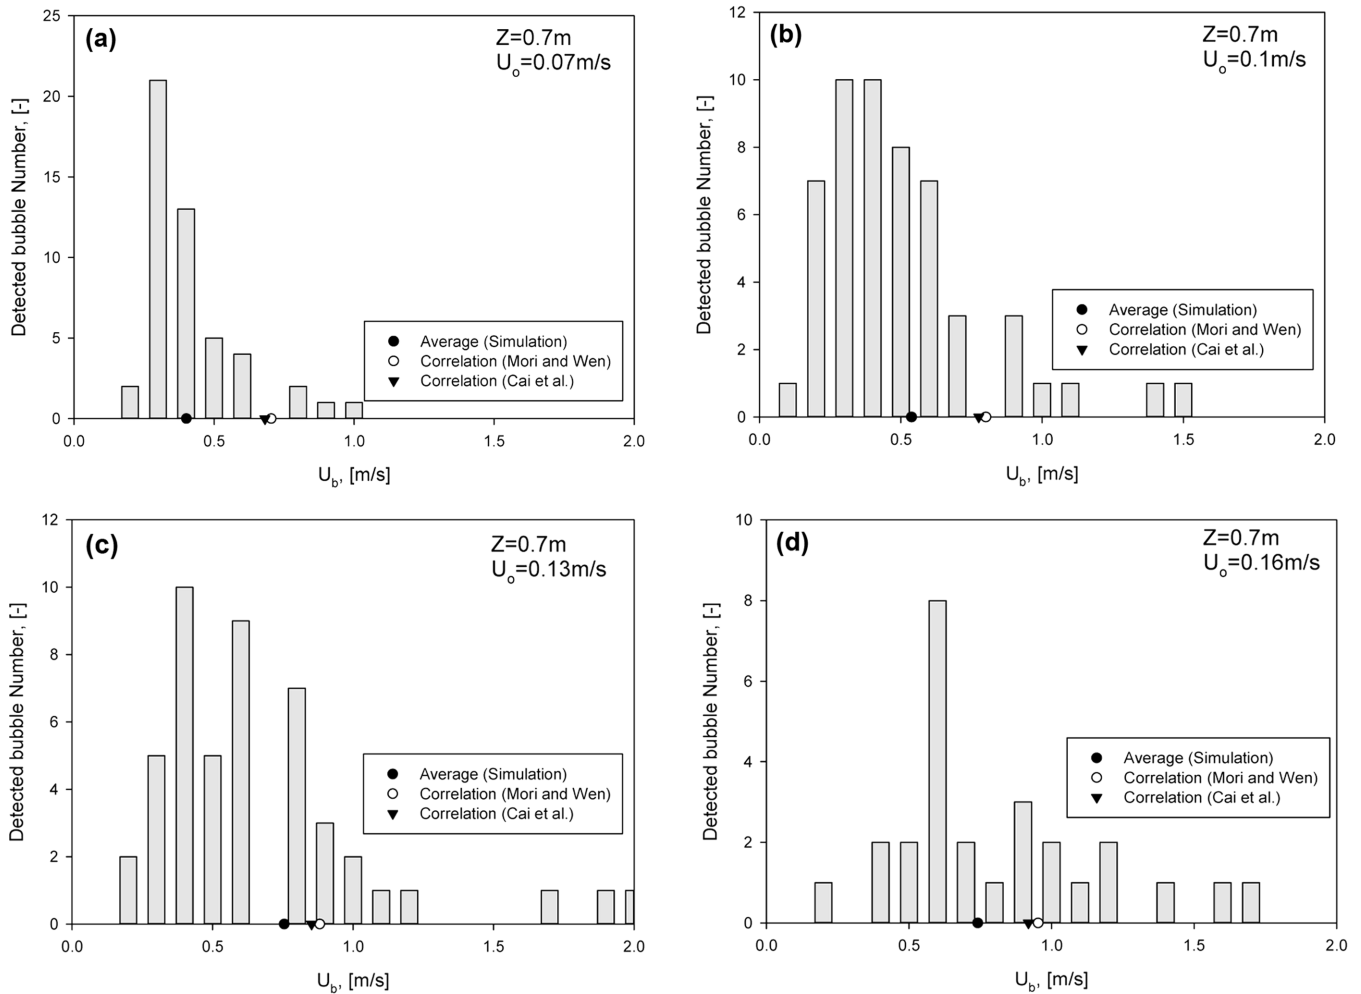 (a)
Z=0.7m
Uo=0.07m/s
Detected bubble Number, [-]
25
20
15
10
5
0
Average (Simulation)
Correlation (Mori and Wen)
Correlation (Cai et al.)
0.0 0.5 1.0 1.5 2.0
Ub, [m/s]
(b)
Z=0.7m
Uo=0.1m/s
Detected bubble Number, [-]
12
10
8
6
4
2
0
Average (Simulation)
Correlation (Mori and Wen)
Correlation (Cai et al.)
0.0 0.5 1.0 1.5 2.0
Ub, [m/s]
(c)
Z=0.7m
Uo=0.13m/s
Detected bubble Number, [-]
12
10
8
6
4
2
0
Average (Simulation)
Correlation (Mori and Wen)
Correlation (Cai et al.)
0.0 0.5 1.0 1.5 2.0
Ub, [m/s]
(d)
Z=0.7m
Uo=0.16m/s
Detected bubble Number, [-]
10
8
6
4
2
0
Average (Simulation)
Correlation (Mori and Wen)
Correlation (Cai et al.)
0.0 0.5 1.0 1.5 2.0
Ub, [m/s]